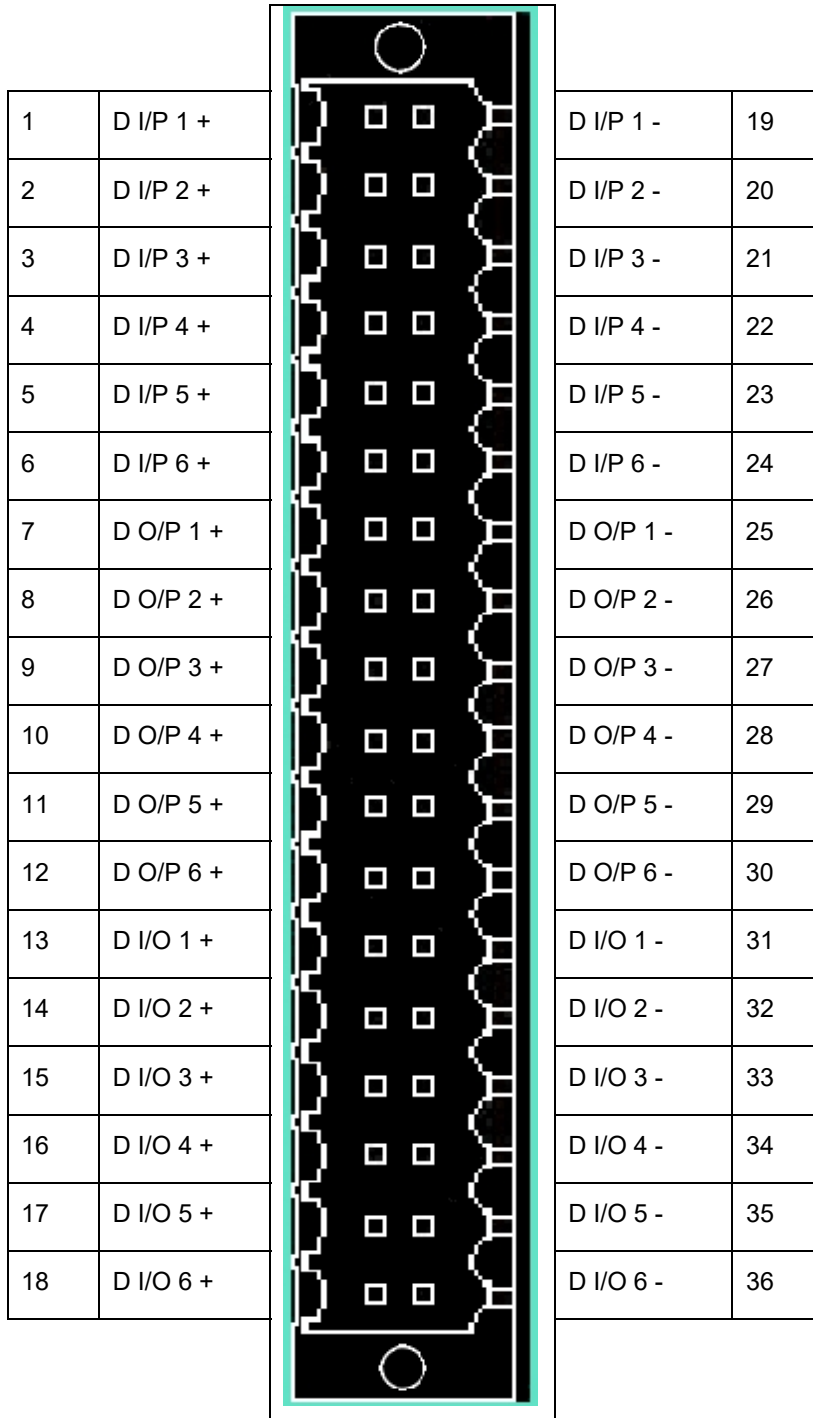 1 D I/P 1 + D I/P 1 - 19
2 D I/P 2 + D I/P 2 - 20
3 D I/P 3 + D I/P 3 - 21
4 D I/P 4 + D I/P 4 - 22
5 D I/P 5 + D I/P 5 - 23
6 D I/P 6 + D I/P 6 - 24
7 D O/P 1 + D O/P 1 - 25
8 D O/P 2 + D O/P 2 - 26
9 D O/P 3 + D O/P 3 - 27
10 D O/P 4 + D O/P 4 - 28
11 D O/P 5 + D O/P 5 - 29
12 D O/P 6 + D O/P 6 - 30
13 D I/O 1 + D I/O 1 - 31
14 D I/O 2 + D I/O 2 - 32
15 D I/O 3 + D I/O 3 - 33
16 D I/O 4 + D I/O 4 - 34
17 D I/O 5 + D I/O 5 - 35
18 D I/O 6 + D I/O 6 - 36